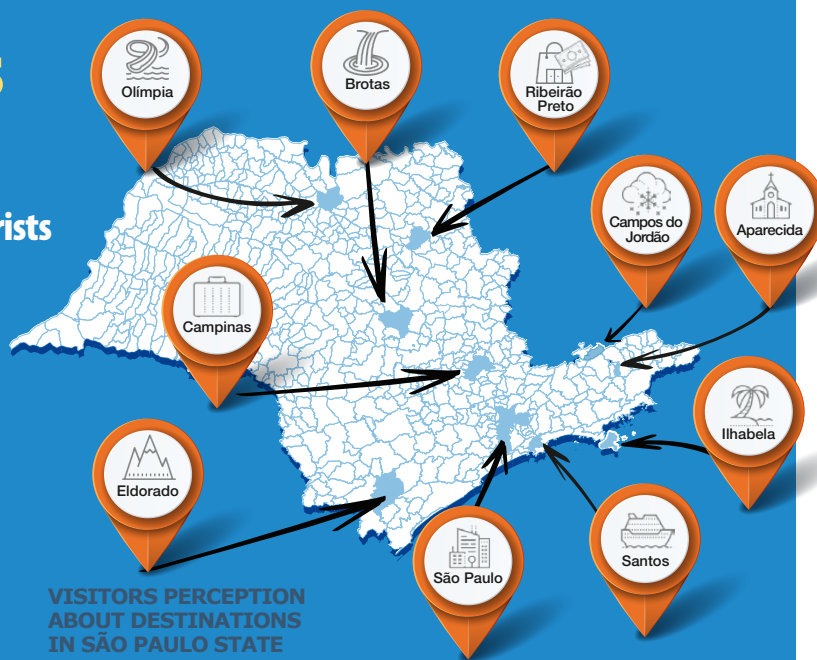 Olímpia
Brotas
Ribeirão
Preto
Campos do
Jordão
Aparecida
Campinas
Ilhabela
Eldorado
São Paulo
Santos
VISITORS PERCEPTION
ABOUT DESTINATIONS
IN SÃO PAULO STATE